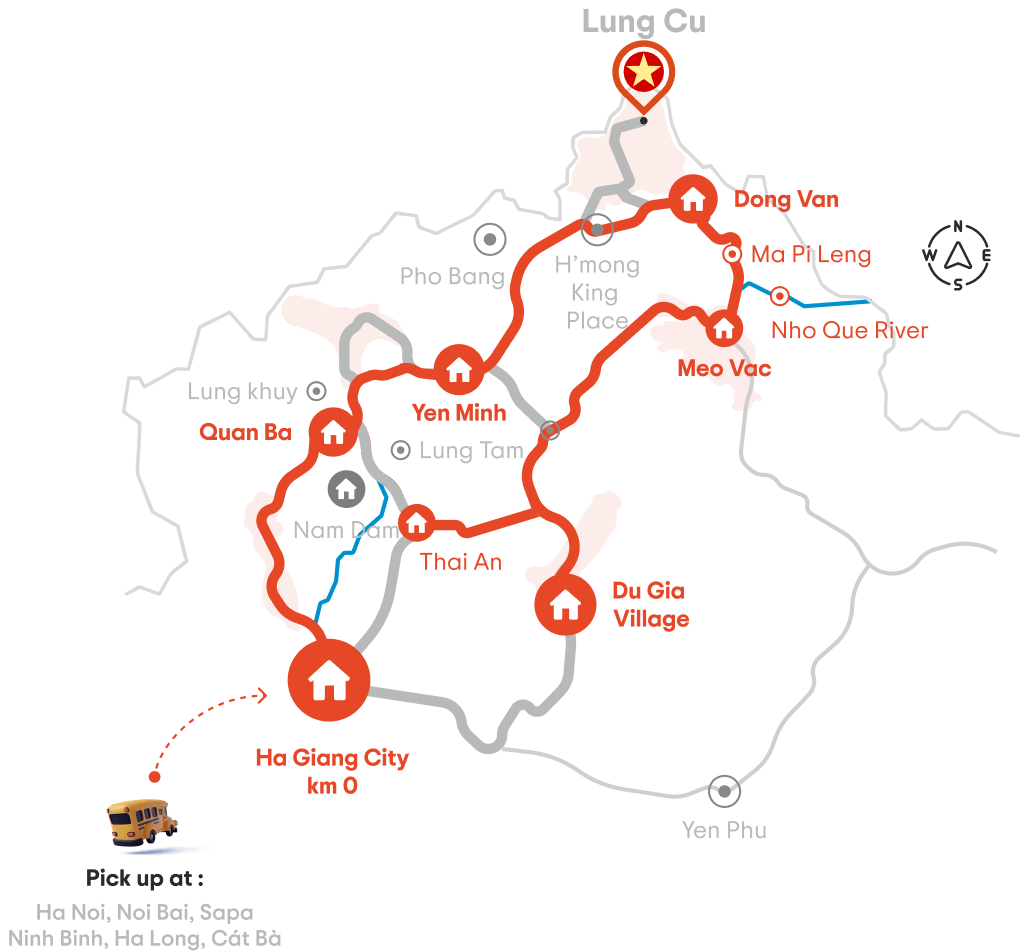 Lung Cu
Dong Van
N
W E
S
Ma Pi Leng
Pho Bang
H'mong
King
Place
Nho Que River
Meo Vac
Lung khuy
Yen Minh
Quan Ba
Lung Tam
Nam Dam
Thai An
Du Gia
Village
Ha Giang City
km 0
Yen Phu
Pick up at :
Ha Noi, Noi Bai, Sapa
Ninh Binh, Ha Long, Cát Bà